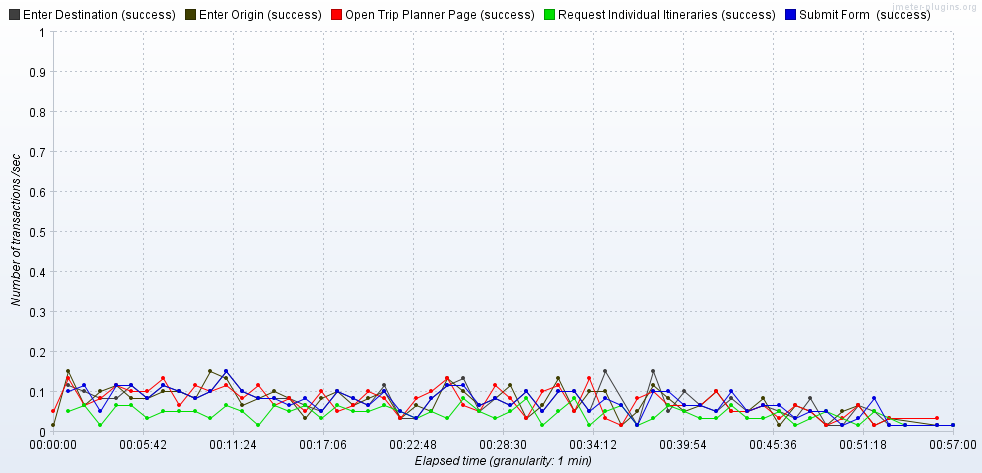 jmeter-plugins.org
Enter Destination (success) Enter Origin (success) Open Trip Planner Page (success) Request Individual Itineraries (success) Submit Form (success)
1
0.9
0.8
0.7
0.6
0.5
0.4
0.3
0.2
0.1
0
Number of transactions /sec
00:00:00 00:05:42 00:11:24 00:17:06 00:22:48 00:28:30 00:34:12 00:39:54 00:45:36 00:51:18 00:57:00
Elapsed time (granularity: 1 min)